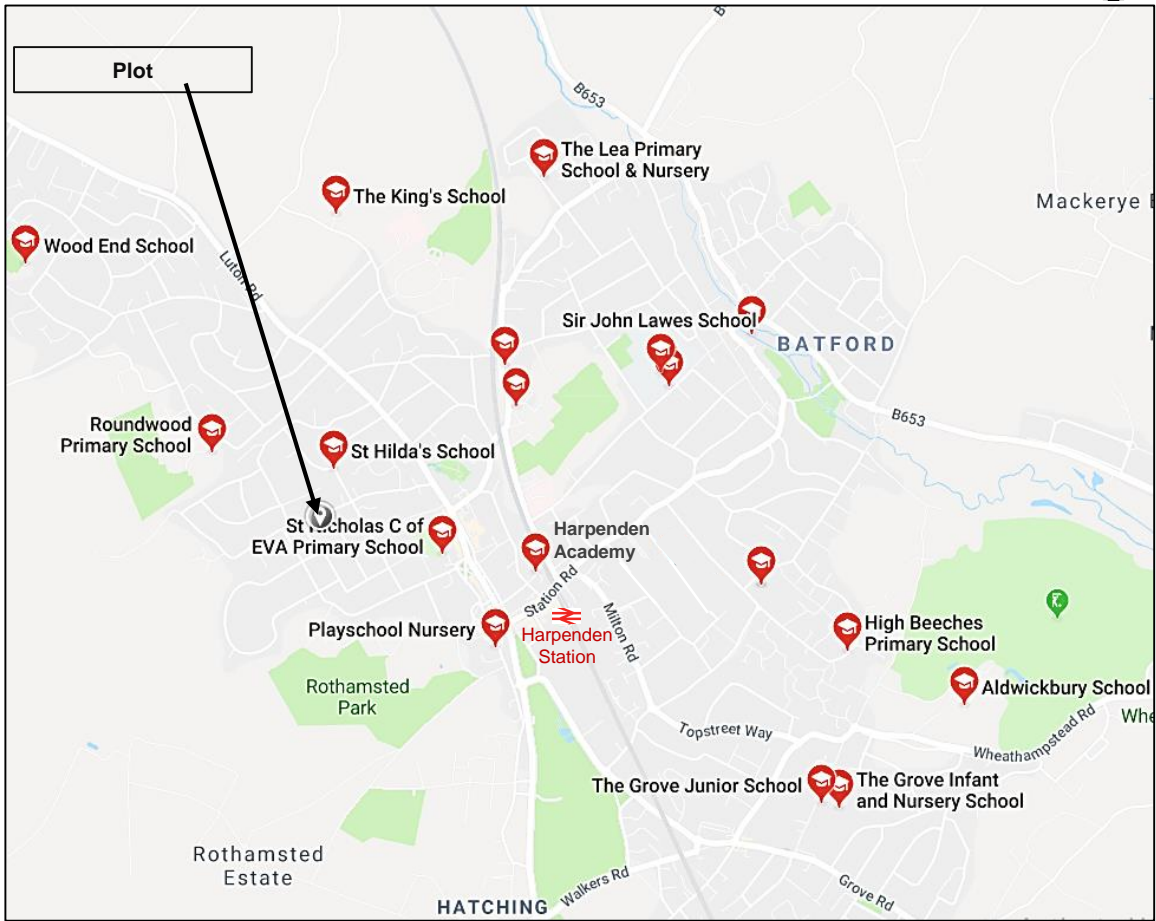 Plot
B
B653
The Lea Primary
School & Nursery
The King's School
Mackerye
Wood End School
Luton Rd
Sir John Lawes School
BATFORD
B653
Roundwood
Primary School
St Hilda's School
St Nicholas C of
EVA Primary School
Harpenden
Academy
Station Rd
Milton Rd
Playschool Nursery
Harpenden
Station
High Beeches
Primary School
Rothamsted
Park
Aldwickbury School
Whe
Topstreet Way
Wheathampstead Rd
The Grove Junior School
The Grove Infant
and Nursery School
Rothamsted
Estate
Walkers Rd
Grove Rd
HATCHING